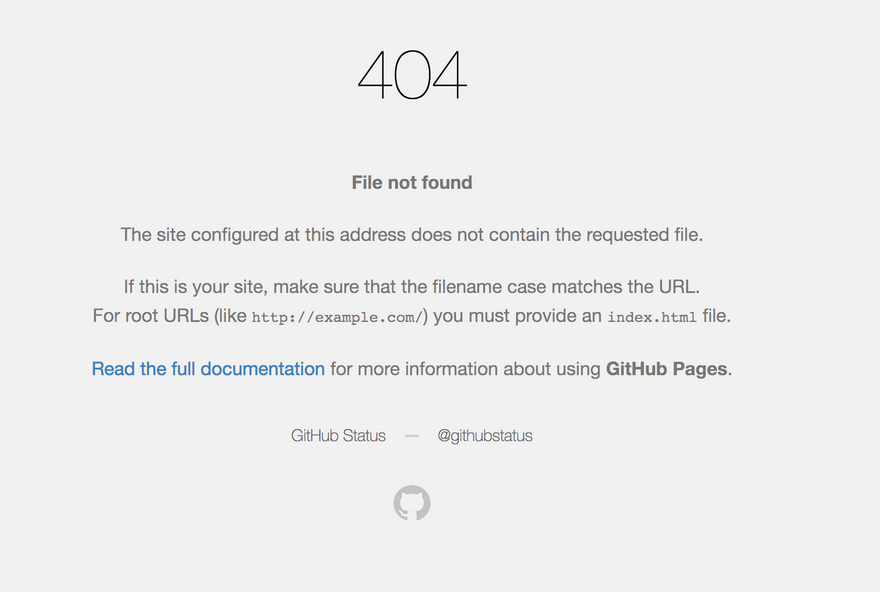 404
File not found
The site configured at this address does not contain the requested file.
If this is your site, make sure that the filename case matches the URL.
For root URLs (like http://example.com/) you must provide an index.html file.
Read the full documentation for more information about using GitHub Pages.
GitHub Status — @githubstatus